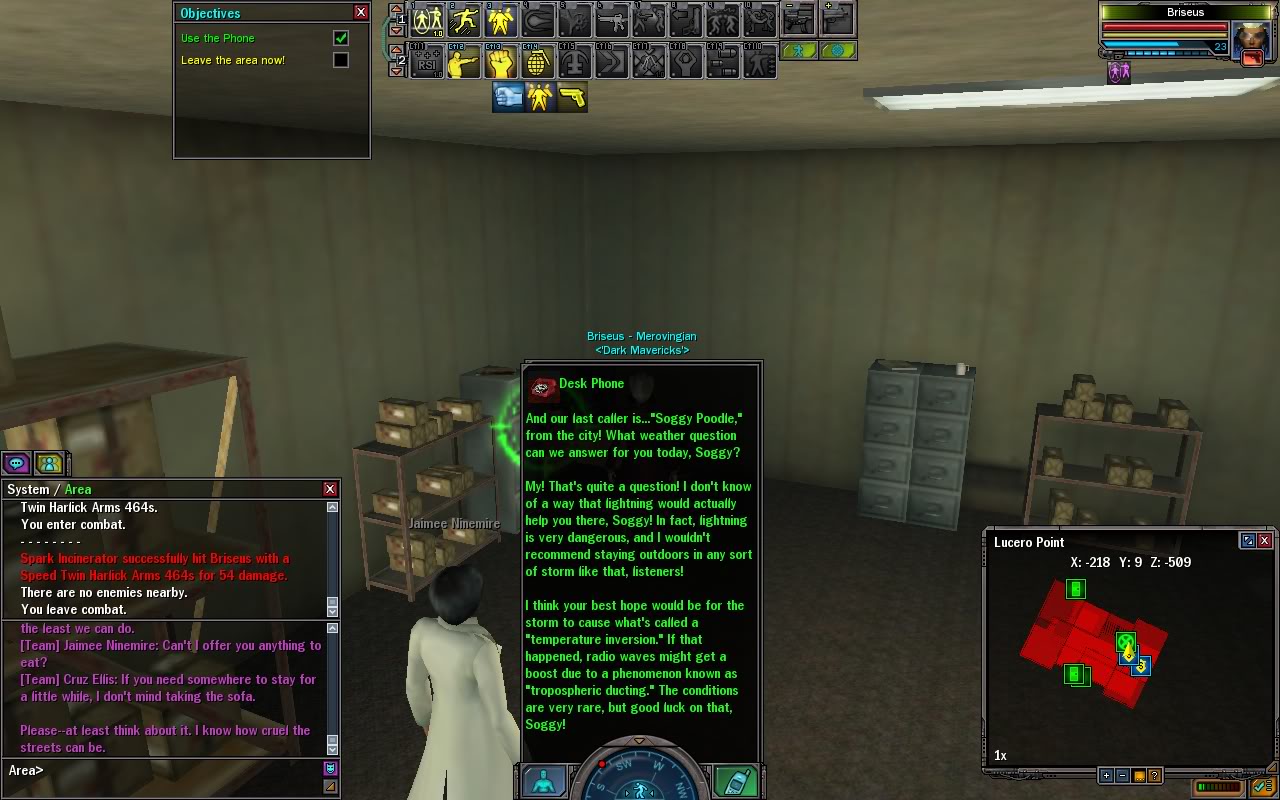 Objectives
Use the Phone
Leave the area now!
1
2
1.0
RSI
1.0
Briseus
23
Briseus - Merovingian
<'Dark Mavericks'>
Desk Phone
And our last caller is..."Soggy Poodle,"
from the city! What weather question
can we answer for you today, Soggy?
My! That's quite a question! I don't know
of a way that lightning would actually
help you there, Soggy! In fact, lightning
is very dangerous, and I wouldn't
recommend staying outdoors in any sort
of storm like that, listeners!
I think your best hope would be for the
storm to cause what's called a
"temperature inversion." If that
happened, radio waves might get a
boost due to a phenomenon known as
"tropospheric ducting." The conditions
are very rare, but good luck on that,
Soggy!
Jaimee Ninemire
System / Area
Twin Harlick Arms 464s.
You enter combat.
- - - - - - - -
Spark Incinerator successfully hit Briseus with a
Speed Twin Harlick Arms 464s for 54 damage.
There are no enemies nearby.
You leave combat.
the least we can do.
[Team] Jaimee Ninemire: Can't I offer you anything to
eat?
[Team] Cruz Ellis: If you need somewhere to stay for
a little while, I don't mind taking the sofa.
Please--at least think about it. I know how cruel the
streets can be.
Area>
Lucero Point
X: -218 Y: 9 Z: -509
1x
S
SW
W
NW